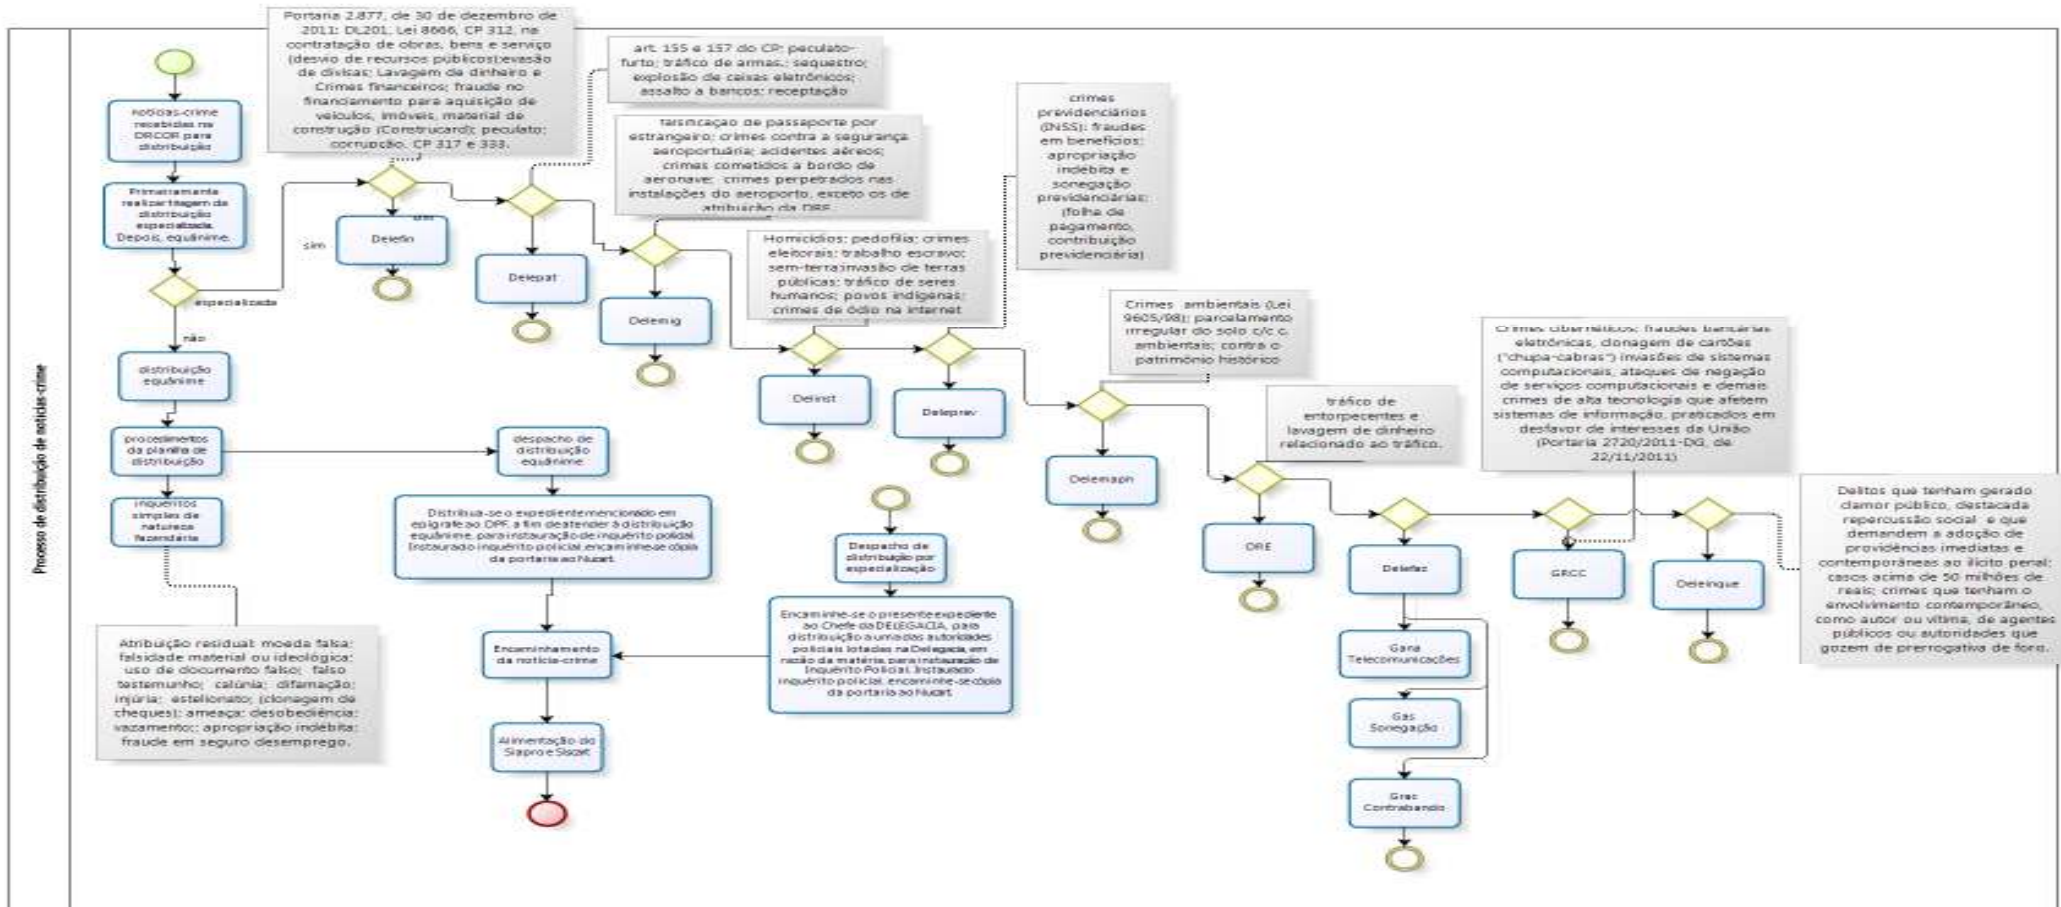 Processo de distribuição de notícias-crime
notícias-crime
recebidas na
DRCOR para
distribuição
Primeiramente
realizar triagem da
distribuição
especializada.
Depois, equânime.
especializada
sim
não
distribuição
equânime
procedimentos
da planilha de
distribuição
inquéritos
simples de
natureza
fazendária
Atribuição residual: moeda falsa;
falsidade material ou ideológica;
uso de documento falso; falso
testemunho; calúnia; difamação;
injúria; estelionato; (clonagem de
cheques); ameaça; desobediência;
vazamento; apropriação indébita;
fraude em seguro desemprego.
Portaria 2.877, de 30 de dezembro de
2011: DL201, Lei 8666, CP 312, na
contratação de obras, bens e serviço
(desvio de recursos públicos);evasão
de divisas; Lavagem de dinheiro e
Crimes financeiros; fraude no
financiamento para aquisição de
veículos, imóveis, material de
construção (Construcard); peculato;
corrupção, CP 317 e 333.
sim
Delefin
art. 155 e 157 do CP; peculato-
furto; tráfico de armas.; sequestro;
explosão de caixas eletrônicos;
assalto a bancos; receptação
Delepat
falsificação de passaporte por
estrangeiro; crimes contra a segurança
aeroportuária; acidentes aéreos;
crimes cometidos a bordo de
aeronave; crimes perpetrados nas
instalações do aeroporto, exceto os de
atribuição da DRE
Delemig
Homicídios; pedofilia; crimes
eleitorais; trabalho escravo;
sem-terra;invasão de terras
públicas; tráfico de seres
humanos; povos indígenas;
crimes de ódio na internet
Delinst
crimes
previdenciários
(INSS): fraudes
em benefícios;
apropriação
indébita e
sonegação
previdenciárias;
(folha de
pagamento,
contribuição
previdenciária)
Deleprev
Crimes ambientais (Lei
9605/98); parcelamento
irregular do solo c/c c.
ambientais; contra o
patrimônio histórico
Delemaph
tráfico de
entorpecentes e
lavagem de dinheiro
relacionado ao tráfico.
DRE
Delefaz
Gara
Telecomunicações
Gas
Sonegação
Grac
Contrabando
Crimes cibernéticos; fraudes bancárias
eletrônicas, clonagem de cartões
("chupa-cabras") invasões de sistemas
computacionais, ataques de negação
de serviços computacionais e demais
crimes de alta tecnologia que afetem
sistemas de informação, praticados em
desfavor de interesses da União
(Portaria 2720/2011-DG, de
22/11/2011)
GRCC
Deleinque
Delitos que tenham gerado
clamor público, destacada
repercussão social e que
demandem a adoção de
providências imediatas e
contemporâneas ao ilícito penal;
casos acima de 50 milhões de
reais; crimes que tenham o
envolvimento contemporâneo,
como autor ou vítima, de agentes
públicos ou autoridades que
gozem de prerrogativa de foro.
despacho de
distribuição
equânime
Distribua-se o expediente mencionado em
epígrafe ao DPF, a fim de atender à distribuição
equânime, para instauração de inquérito policial.
Instaurado inquérito policial, encaminhe-se cópia
da portaria ao Nucart.
Despacho de
distribuição por
especialização
Encaminhe-se o presente expediente
ao Chefe da DELEGACIA, para
distribuição a uma das autoridades
policiais lotadas na Delegacia, em
razão da matéria, para instauração de
Inquérito Policial. Instaurado
inquérito policial, encaminhe-se cópia
da portaria ao Nucart
Encaminhamento
da notícia-crime
Alimentação do
Siapro e Siscart